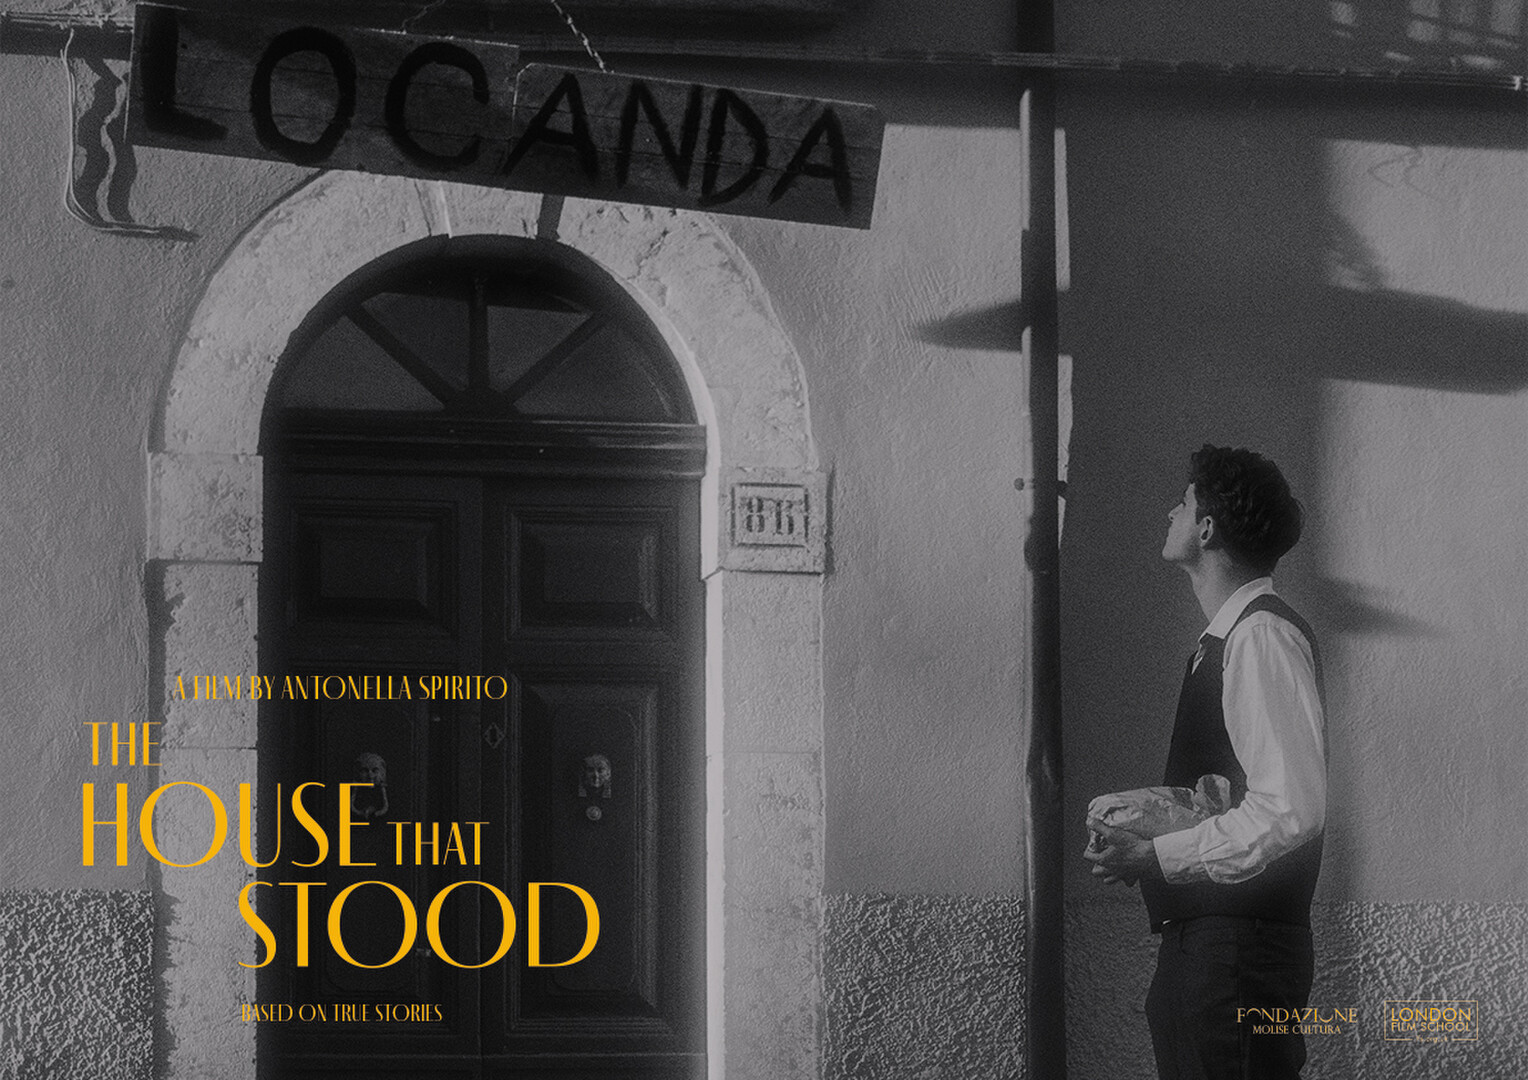 LOCANDA
A FILM BY ANTONELLA SPIRITO
THE
HOUSE THAT
STOOD
BASED ON TRUE STORIES
FONDAZIONE
MOLISE CULTURA
LONDON
FILM SCHOOL